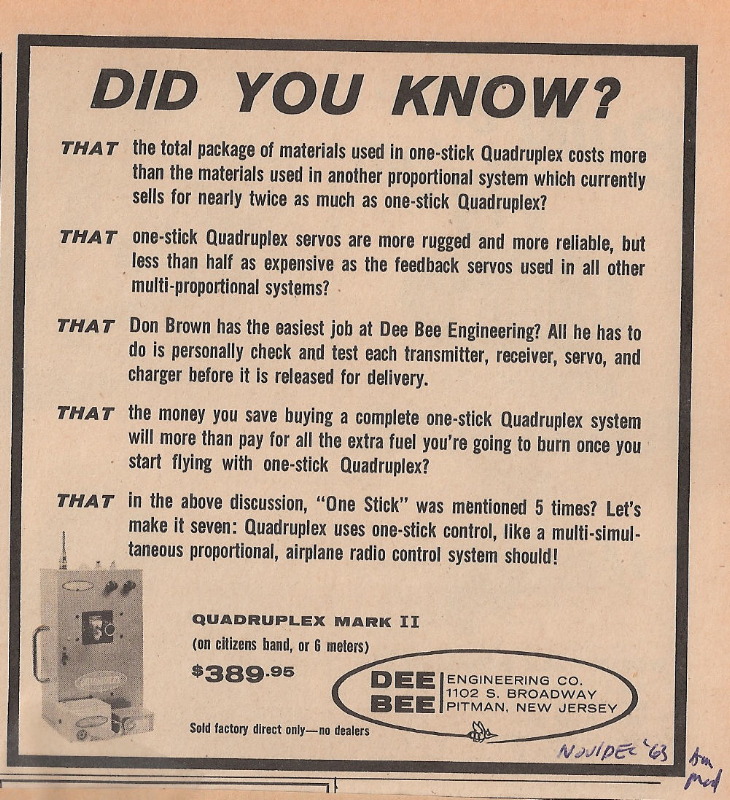 DID YOU KNOW?
THAT the total package of materials used in one-stick Quadruplex costs more
than the materials used in another proportional system which currently
sells for nearly twice as much as one-stick Quadruplex?
THAT one-stick Quadruplex servos are more rugged and more reliable, but
less than half as expensive as the feedback servos used in all other
multi-proportional systems?
THAT Don Brown has the easiest job at Dee Bee Engineering? All he has to
do is personally check and test each transmitter, receiver, servo, and
charger before it is released for delivery.
THAT the money you save buying a complete one-stick Quadruplex system
will more than pay for all the extra fuel you're going to burn once you
start flying with one-stick Quadruplex?
THAT in the above discussion, "One Stick" was mentioned 5 times? Let's
make it seven: Quadruplex uses one-stick control, like a multi-simul-
taneous proportional, airplane radio control system should!
QUADRUPLEX MARK II
(on citizens band, or 6 meters)
$389.95
Sold factory direct only—no dealers
DEE BEE
ENGINEERING CO.
1102 S. BROADWAY
PITMAN, NEW JERSEY
NOV/DEC '63
Am
Mod